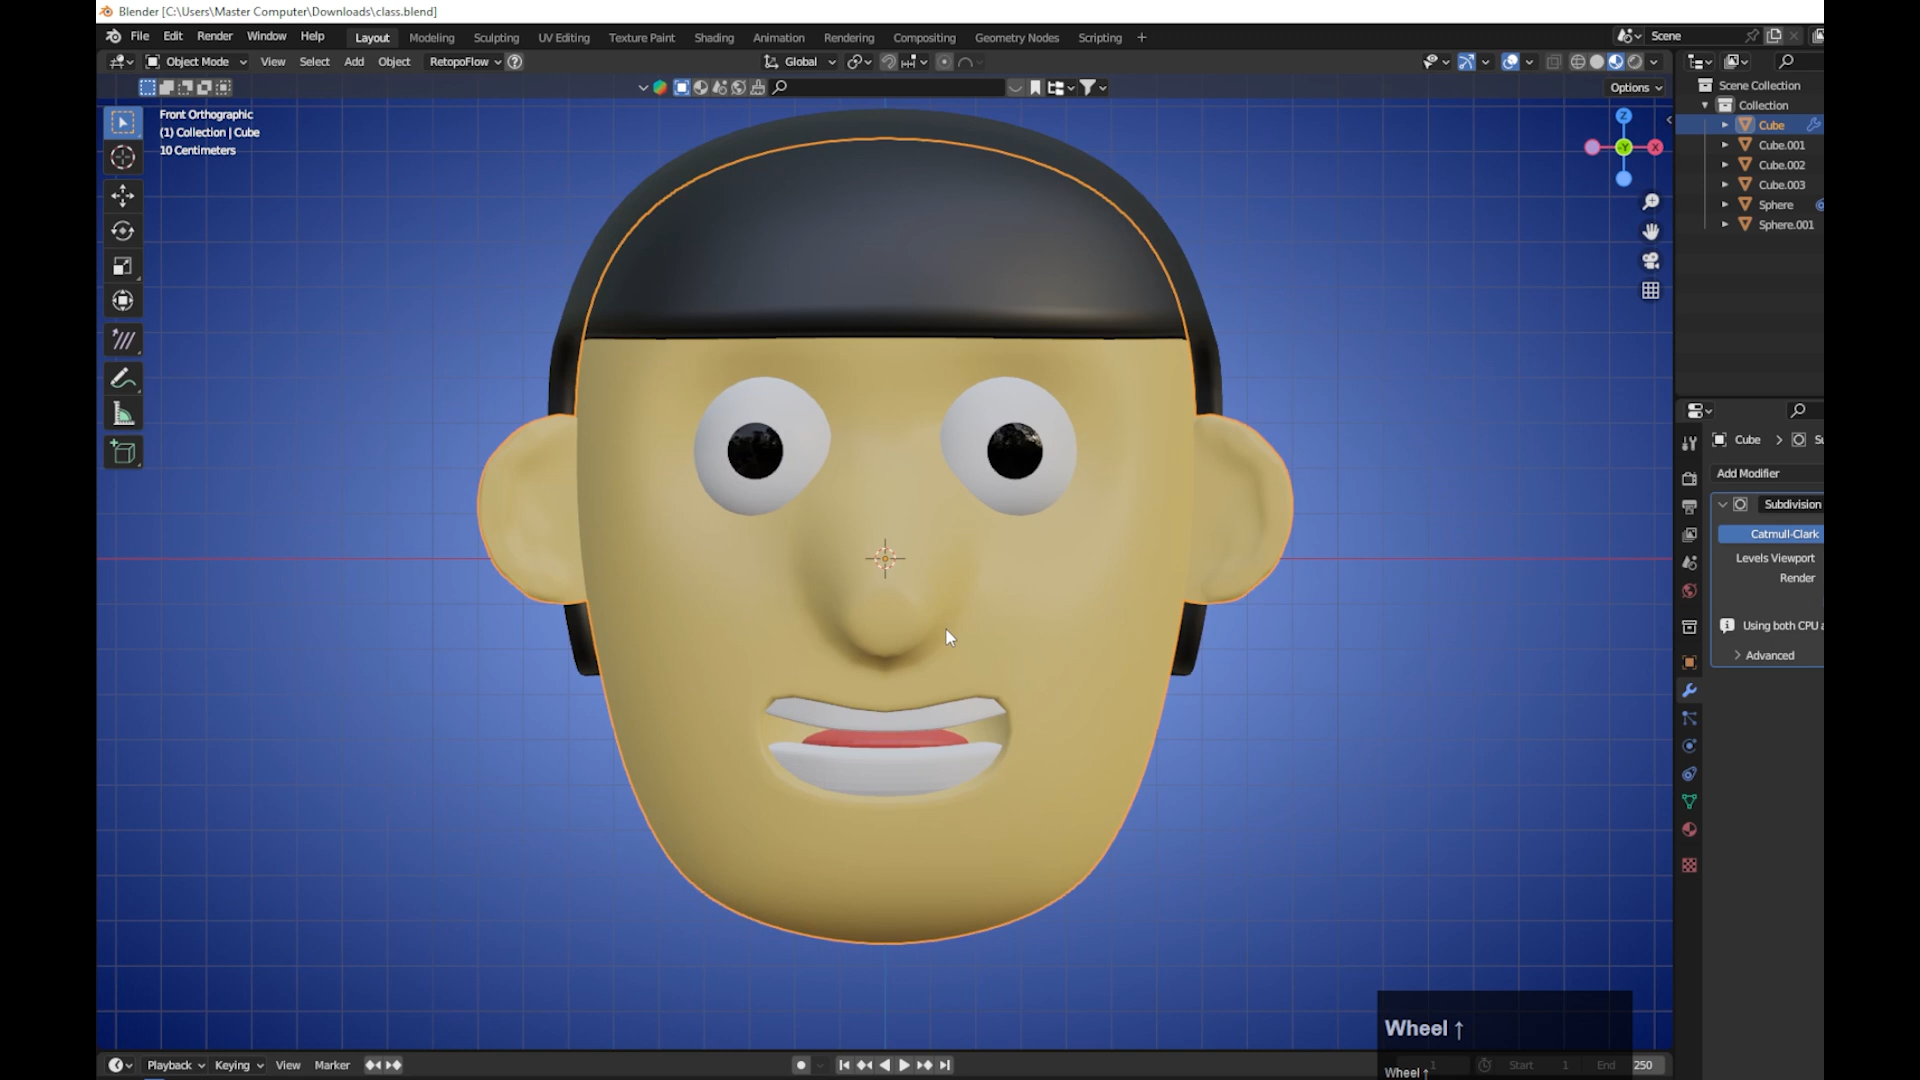 Blender [C:\Users\Master Computer\Downloads\class.blend]
File Edit Render Window Help Layout Modeling Sculpting UV Editing Texture Paint Shading Animation Rendering Compositing Geometry Nodes Scripting + Scene
Object Mode View Select Add Object RetopoFlow Global
Options
Front Orthographic
(1) Collection | Cube
10 Centimeters
Z
Y
X
Scene Collection
Collection
Cube
Cube.001
Cube.002
Cube.003
Sphere
Sphere.001
Cube > Su
Add Modifier
Subdivision
Catmull-Clark
Levels Viewport
Render
Using both CPU a
Advanced
Wheel ↑
Playback Keying View Marker 1 Start 1 End 250
Wheel ↑